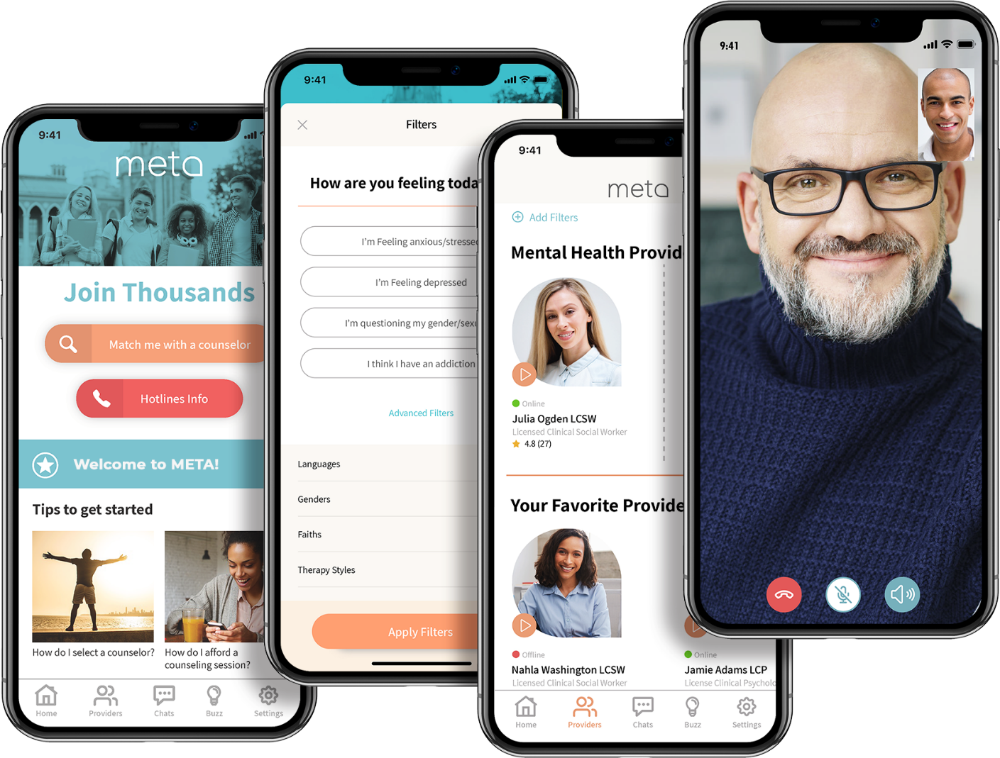 9:41
meta
Join Thousands
Match me with a counselor
Hotlines Info
Welcome to META!
Tips to get started
How do I select a counselor?
How do I afford a
counseling session?
Home
Providers
Chats
Buzz
Settings
9:41
Filters
How are you feeling toda
I'm Feeling anxious/stressed
I'm Feeling depressed
I'm questioning my gender/sexu
I think I have an addiction
Advanced Filters
Languages
Genders
Faiths
Therapy Styles
Apply Filters
9:41
meta
Add Filters
Mental Health Provid
Online
Julia Ogden LCSW
Licensed Clinical Social Worker
4.8 (27)
Your Favorite Provide
Offline
Nahla Washington LCSW
Licensed Clinical Social Worker
Online
Jamie Adams LCP
License Clinical Psycholo
Home
Providers
Chats
Buzz
Settings
9:41